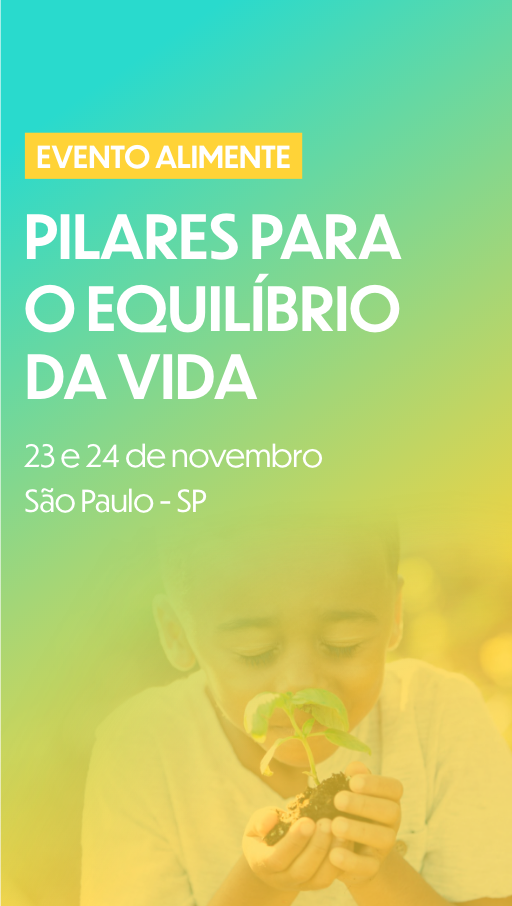 EVENTO ALIMENTE
PILARES PARA
O EQUILÍBRIO
DA VIDA
23 e 24 de novembro
São Paulo - SP